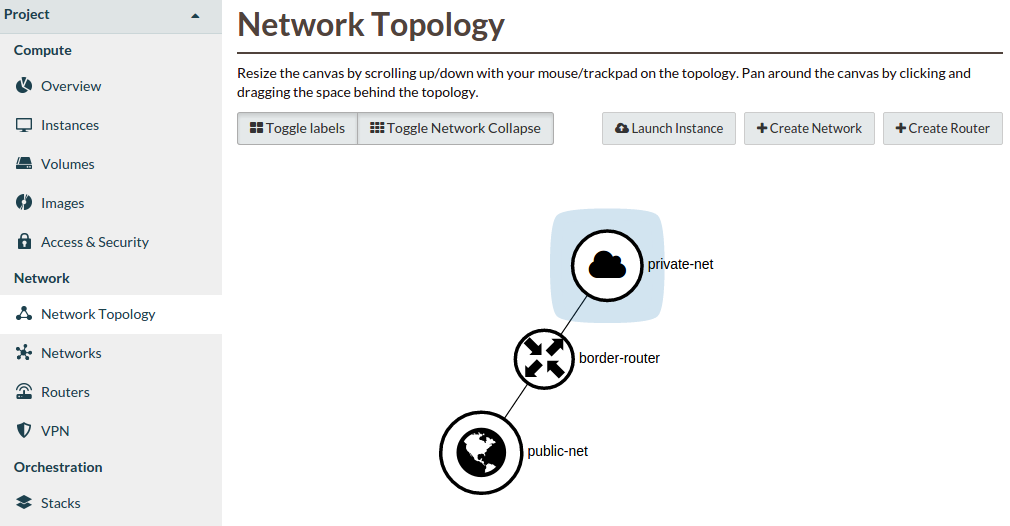 Project
Compute
Overview
Instances
Volumes
Images
Access & Security
Network
Network Topology
Networks
Routers
VPN
Orchestration
Stacks
Network Topology
Resize the canvas by scrolling up/down with your mouse/trackpad on the topology. Pan around the canvas by clicking and
dragging the space behind the topology.
Toggle labels
Toggle Network Collapse
Launch Instance
Create Network
Create Router
private-net
border-router
public-net